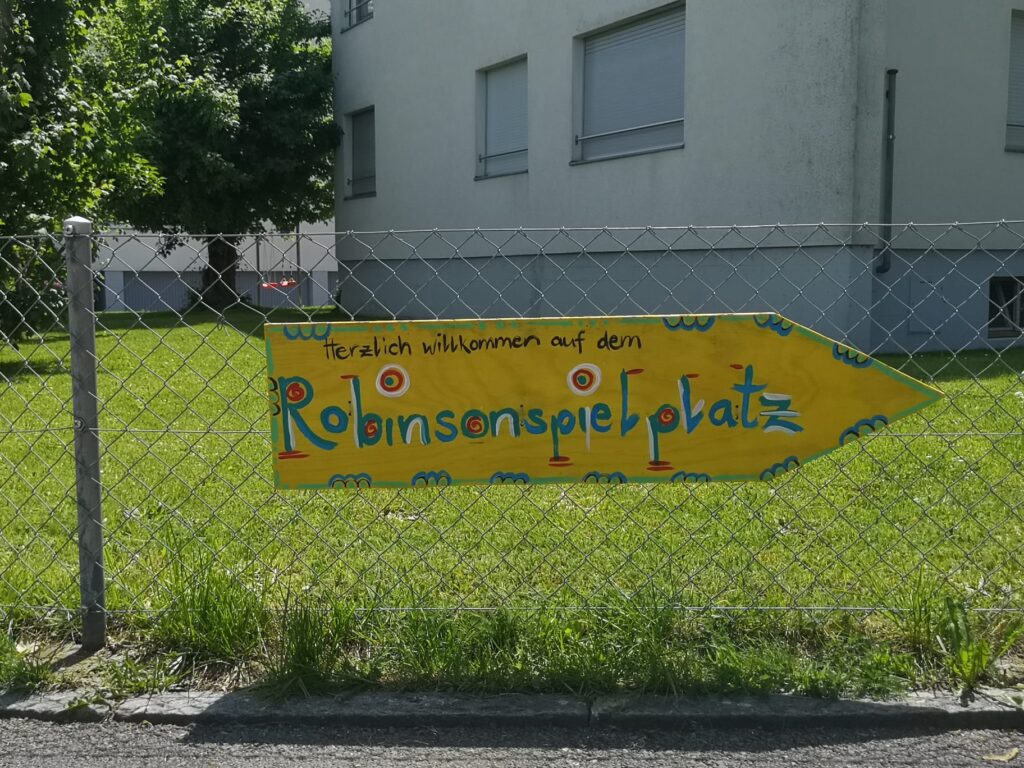 Herzlich willkommen auf dem
Robinsonspielplatz